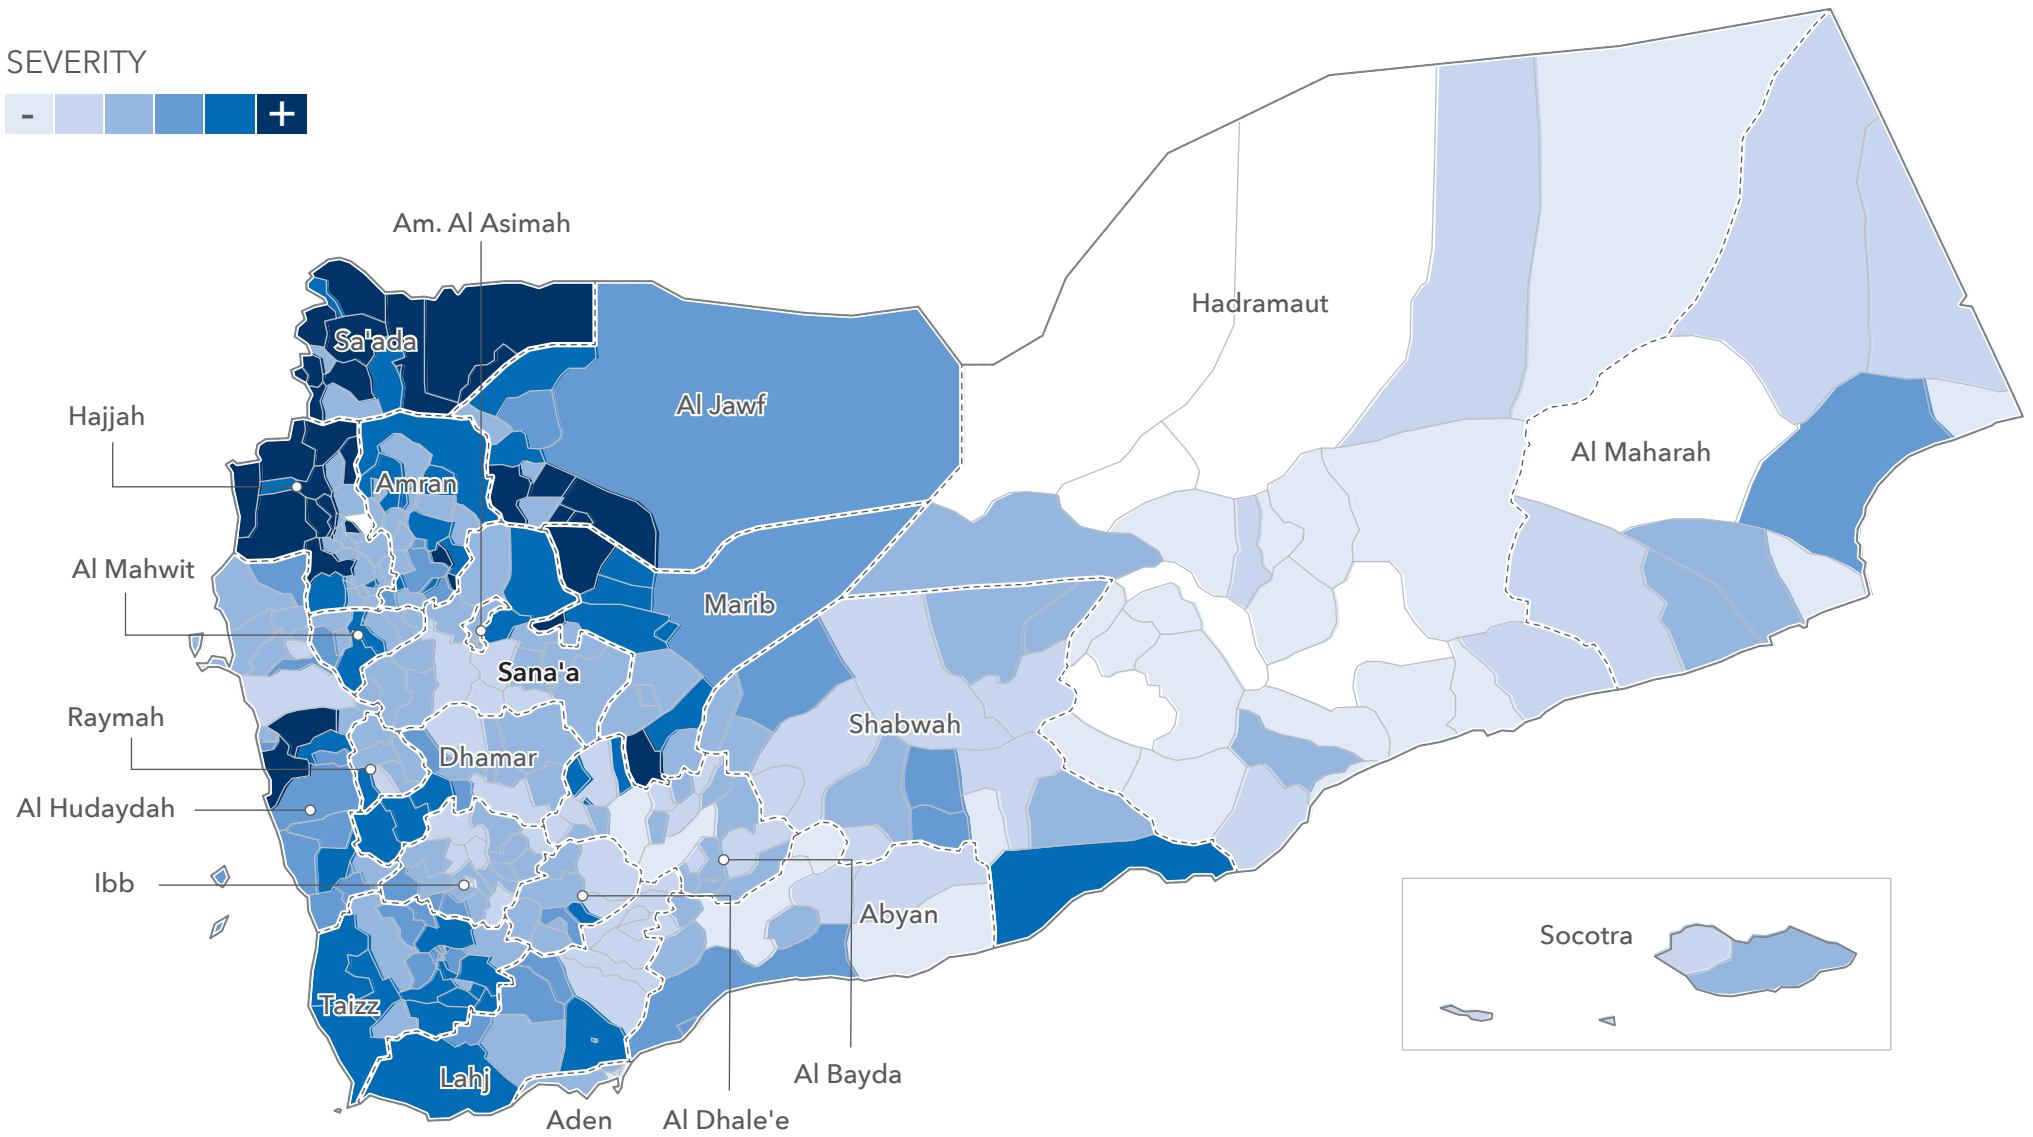 SEVERITY
-
+
Am. Al Asimah
Hadramaut
Sa'ada
Al Jawf
Hajjah
Al Maharah
Amran
Al Mahwit
Marib
Sana'a
Raymah
Shabwah
Dhamar
Al Hudaydah
Ibb
Abyan
Socotra
Taizz
Lahj
Al Bayda
Aden
Al Dhale'e